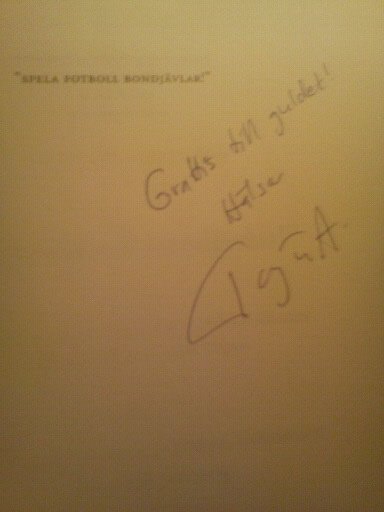 "SPELA FOTBOLL BONDJÄVLAR!"
Grattis till guldet!
Hälsar